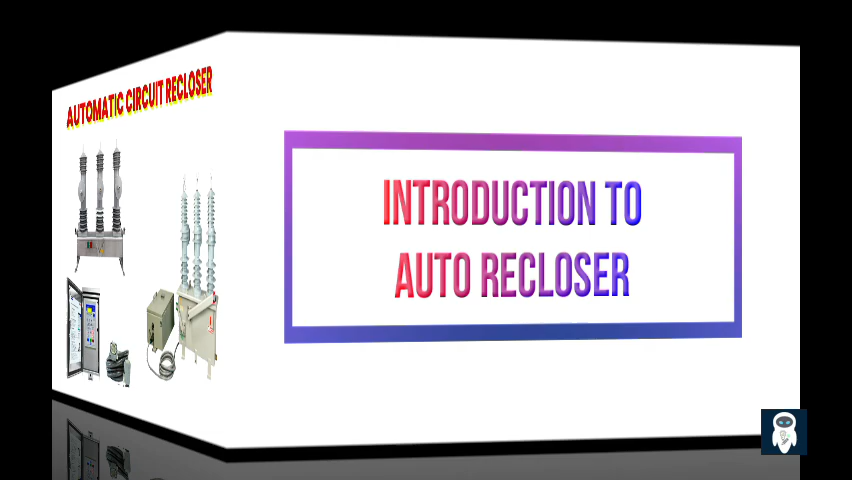 AUTOMATIC CIRCUIT RECLOSER
INTRODUCTION TO
AUTO RECLOSER